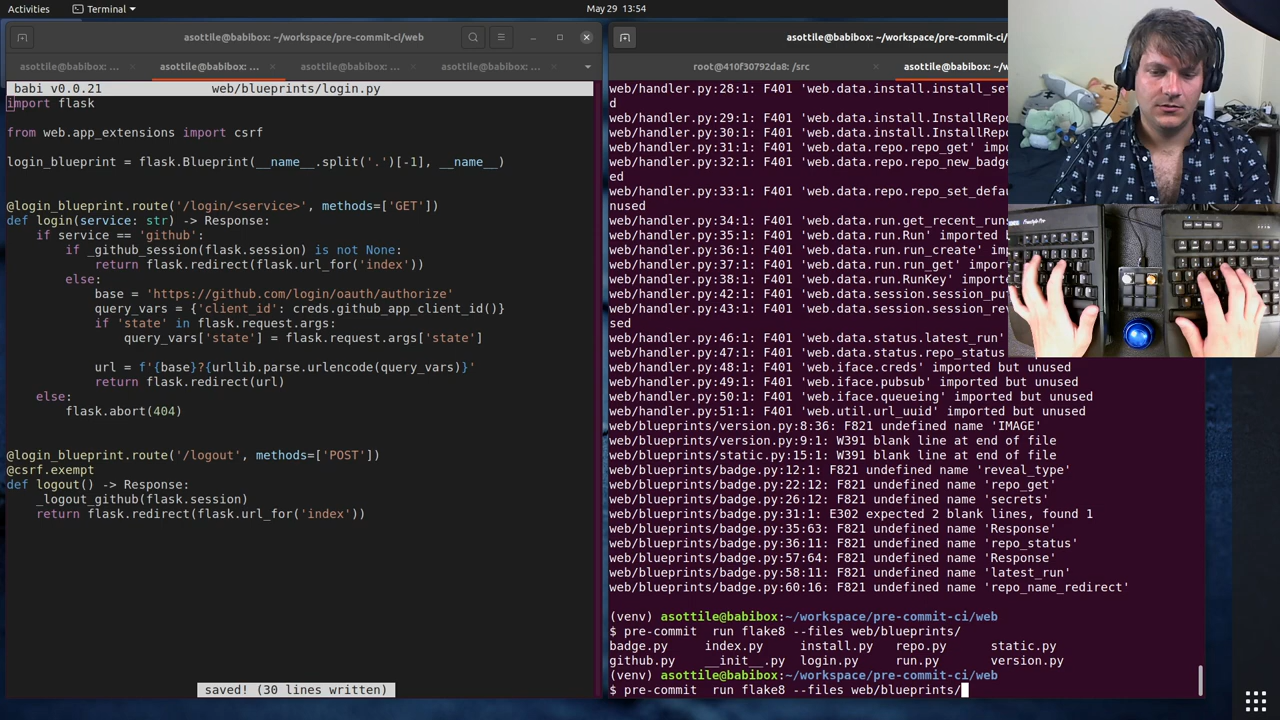 Activities
Terminal
May 29 13:54
asottile@babibox: ~/workspace/pre-commit-ci/web
asottile@babibox: ...
asottile@babibox: ...
asottile@babibox: ...
asottile@babibox: ...
babi v0.0.21 web/blueprints/login.py
import flask
from web.app_extensions import csrf
login_blueprint = flask.Blueprint(__name__.split('.')[-1], __name__)
@login_blueprint.route('/login/<service>', methods=['GET'])
def login(service: str) -> Response:
if service == 'github':
if _github_session(flask.session) is not None:
return flask.redirect(flask.url_for('index'))
else:
base = 'https://github.com/login/oauth/authorize'
query_vars = {'client_id': creds.github_app_client_id()}
if 'state' in flask.request.args:
query_vars['state'] = flask.request.args['state']
url = f'{base}?{urllib.parse.urlencode(query_vars)}'
return flask.redirect(url)
else:
flask.abort(404)
@login_blueprint.route('/logout', methods=['POST'])
@csrf.exempt
def logout() -> Response:
_logout_github(flask.session)
return flask.redirect(flask.url_for('index'))
saved! (30 lines written)
asottile@babibox: ~/workspace/pre-commit-ci/
root@410f30792da8: /src
asottile@babibox: ~/w
web/handler.py:28:1: F401 'web.data.install.install_set
d
web/handler.py:29:1: F401 'web.data.install.InstallRepo
web/handler.py:30:1: F401 'web.data.install.InstallRepo
web/handler.py:31:1: F401 'web.data.repo.repo_get' impo
web/handler.py:32:1: F401 'web.data.repo.repo_new_badge
ed
web/handler.py:33:1: F401 'web.data.repo.repo_set_defau
nused
web/handler.py:34:1: F401 'web.data.run.get_recent_runs
web/handler.py:35:1: F401 'web.data.run.Run' imported b
web/handler.py:36:1: F401 'web.data.run.run_create' imp
web/handler.py:37:1: F401 'web.data.run.run_get' import
web/handler.py:38:1: F401 'web.data.run.RunKey' importe
web/handler.py:42:1: F401 'web.data.session.session_put
web/handler.py:43:1: F401 'web.data.session.session_rev
sed
web/handler.py:46:1: F401 'web.data.status.latest_run'
web/handler.py:47:1: F401 'web.data.status.repo_status
web/handler.py:48:1: F401 'web.iface.creds' imported but unused
web/handler.py:49:1: F401 'web.iface.pubsub' imported but unused
web/handler.py:50:1: F401 'web.iface.queueing' imported but unused
web/handler.py:51:1: F401 'web.util.url_uuid' imported but unused
web/blueprints/version.py:8:36: F821 undefined name 'IMAGE'
web/blueprints/version.py:9:1: W391 blank line at end of file
web/blueprints/static.py:15:1: W391 blank line at end of file
web/blueprints/badge.py:12:1: F821 undefined name 'reveal_type'
web/blueprints/badge.py:22:12: F821 undefined name 'repo_get'
web/blueprints/badge.py:26:12: F821 undefined name 'secrets'
web/blueprints/badge.py:31:1: E302 expected 2 blank lines, found 1
web/blueprints/badge.py:35:63: F821 undefined name 'Response'
web/blueprints/badge.py:36:11: F821 undefined name 'repo_status'
web/blueprints/badge.py:57:64: F821 undefined name 'Response'
web/blueprints/badge.py:58:11: F821 undefined name 'latest_run'
web/blueprints/badge.py:60:16: F821 undefined name 'repo_name_redirect'
(venv) asottile@babibox:~/workspace/pre-commit-ci/web
$ pre-commit  run flake8 --files web/blueprints/
badge.py index.py install.py repo.py static.py
github.py __init__.py login.py run.py version.py
(venv) asottile@babibox:~/workspace/pre-commit-ci/web
$ pre-commit  run flake8 --files web/blueprints/